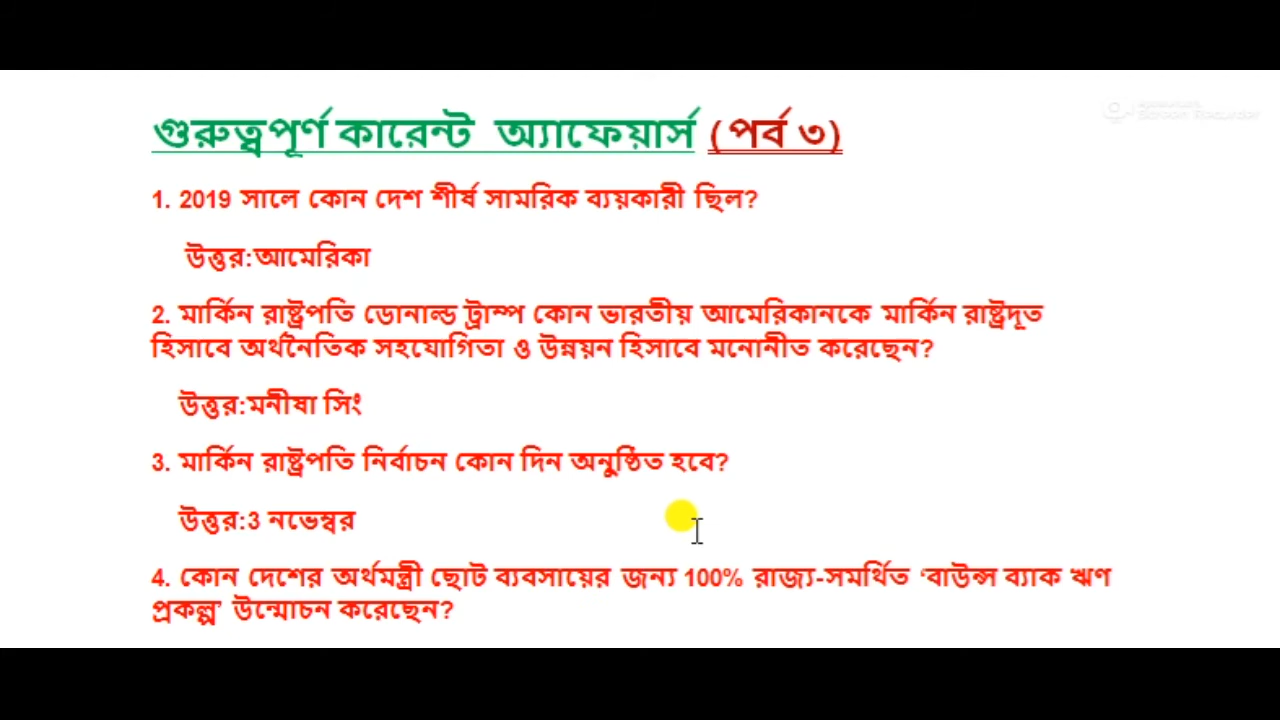 গুরুত্বপূর্ণ কারেন্ট অ্যাফেয়ার্স (পর্ব ৩)
1. 2019 সালে কোন দেশ শীর্ষ সামরিক ব্যয়কারী ছিল?
উত্তর:আমেরিকা
2. মার্কিন রাষ্ট্রপতি ডোনাল্ড ট্রাম্প কোন ভারতীয় আমেরিকানকে মার্কিন রাষ্ট্রদূত
হিসাবে অর্থনৈতিক সহযোগিতা ও উন্নয়ন হিসাবে মনোনীত করেছেন?
উত্তর:মনীষা সিং
3. মার্কিন রাষ্ট্রপতি নির্বাচন কোন দিন অনুষ্ঠিত হবে?
উত্তর:3 নভেম্বর
4. কোন দেশের অর্থমন্ত্রী ছোট ব্যবসায়ের জন্য 100% রাজ্য-সমর্থিত ‘বাউন্স ব্যাক ঋণ
প্রকল্প’ উন্মোচন করেছেন?